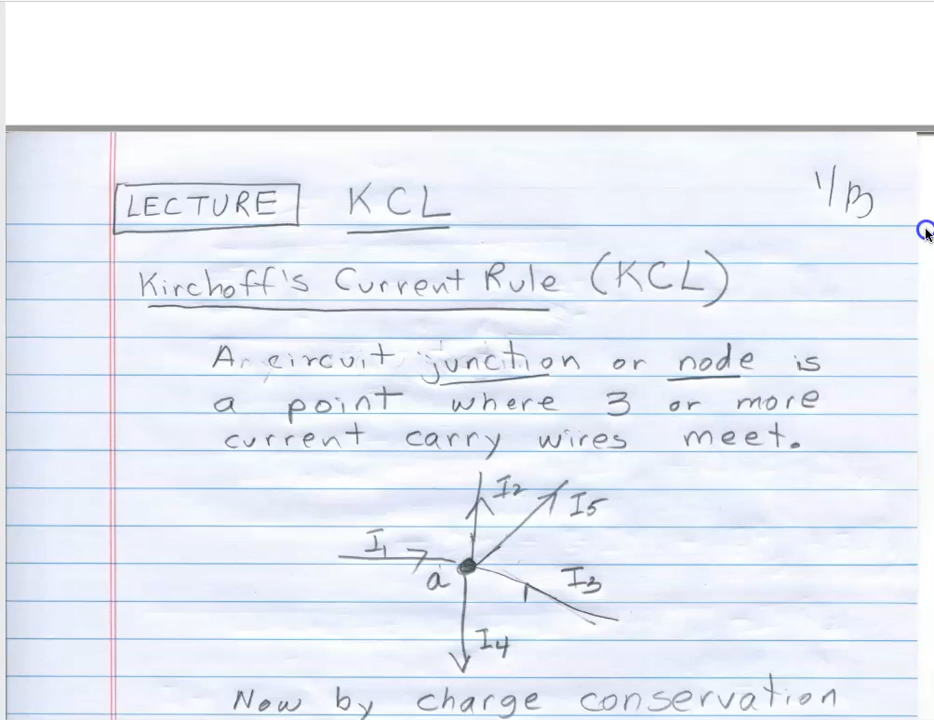 LECTURE KCL
Kirchoff's Current Rule (KCL)
A circuit junction or node is
a point where 3 or more
current carry wires meet.
I2
I5
I1
a
I3
I4
Now by charge conservation